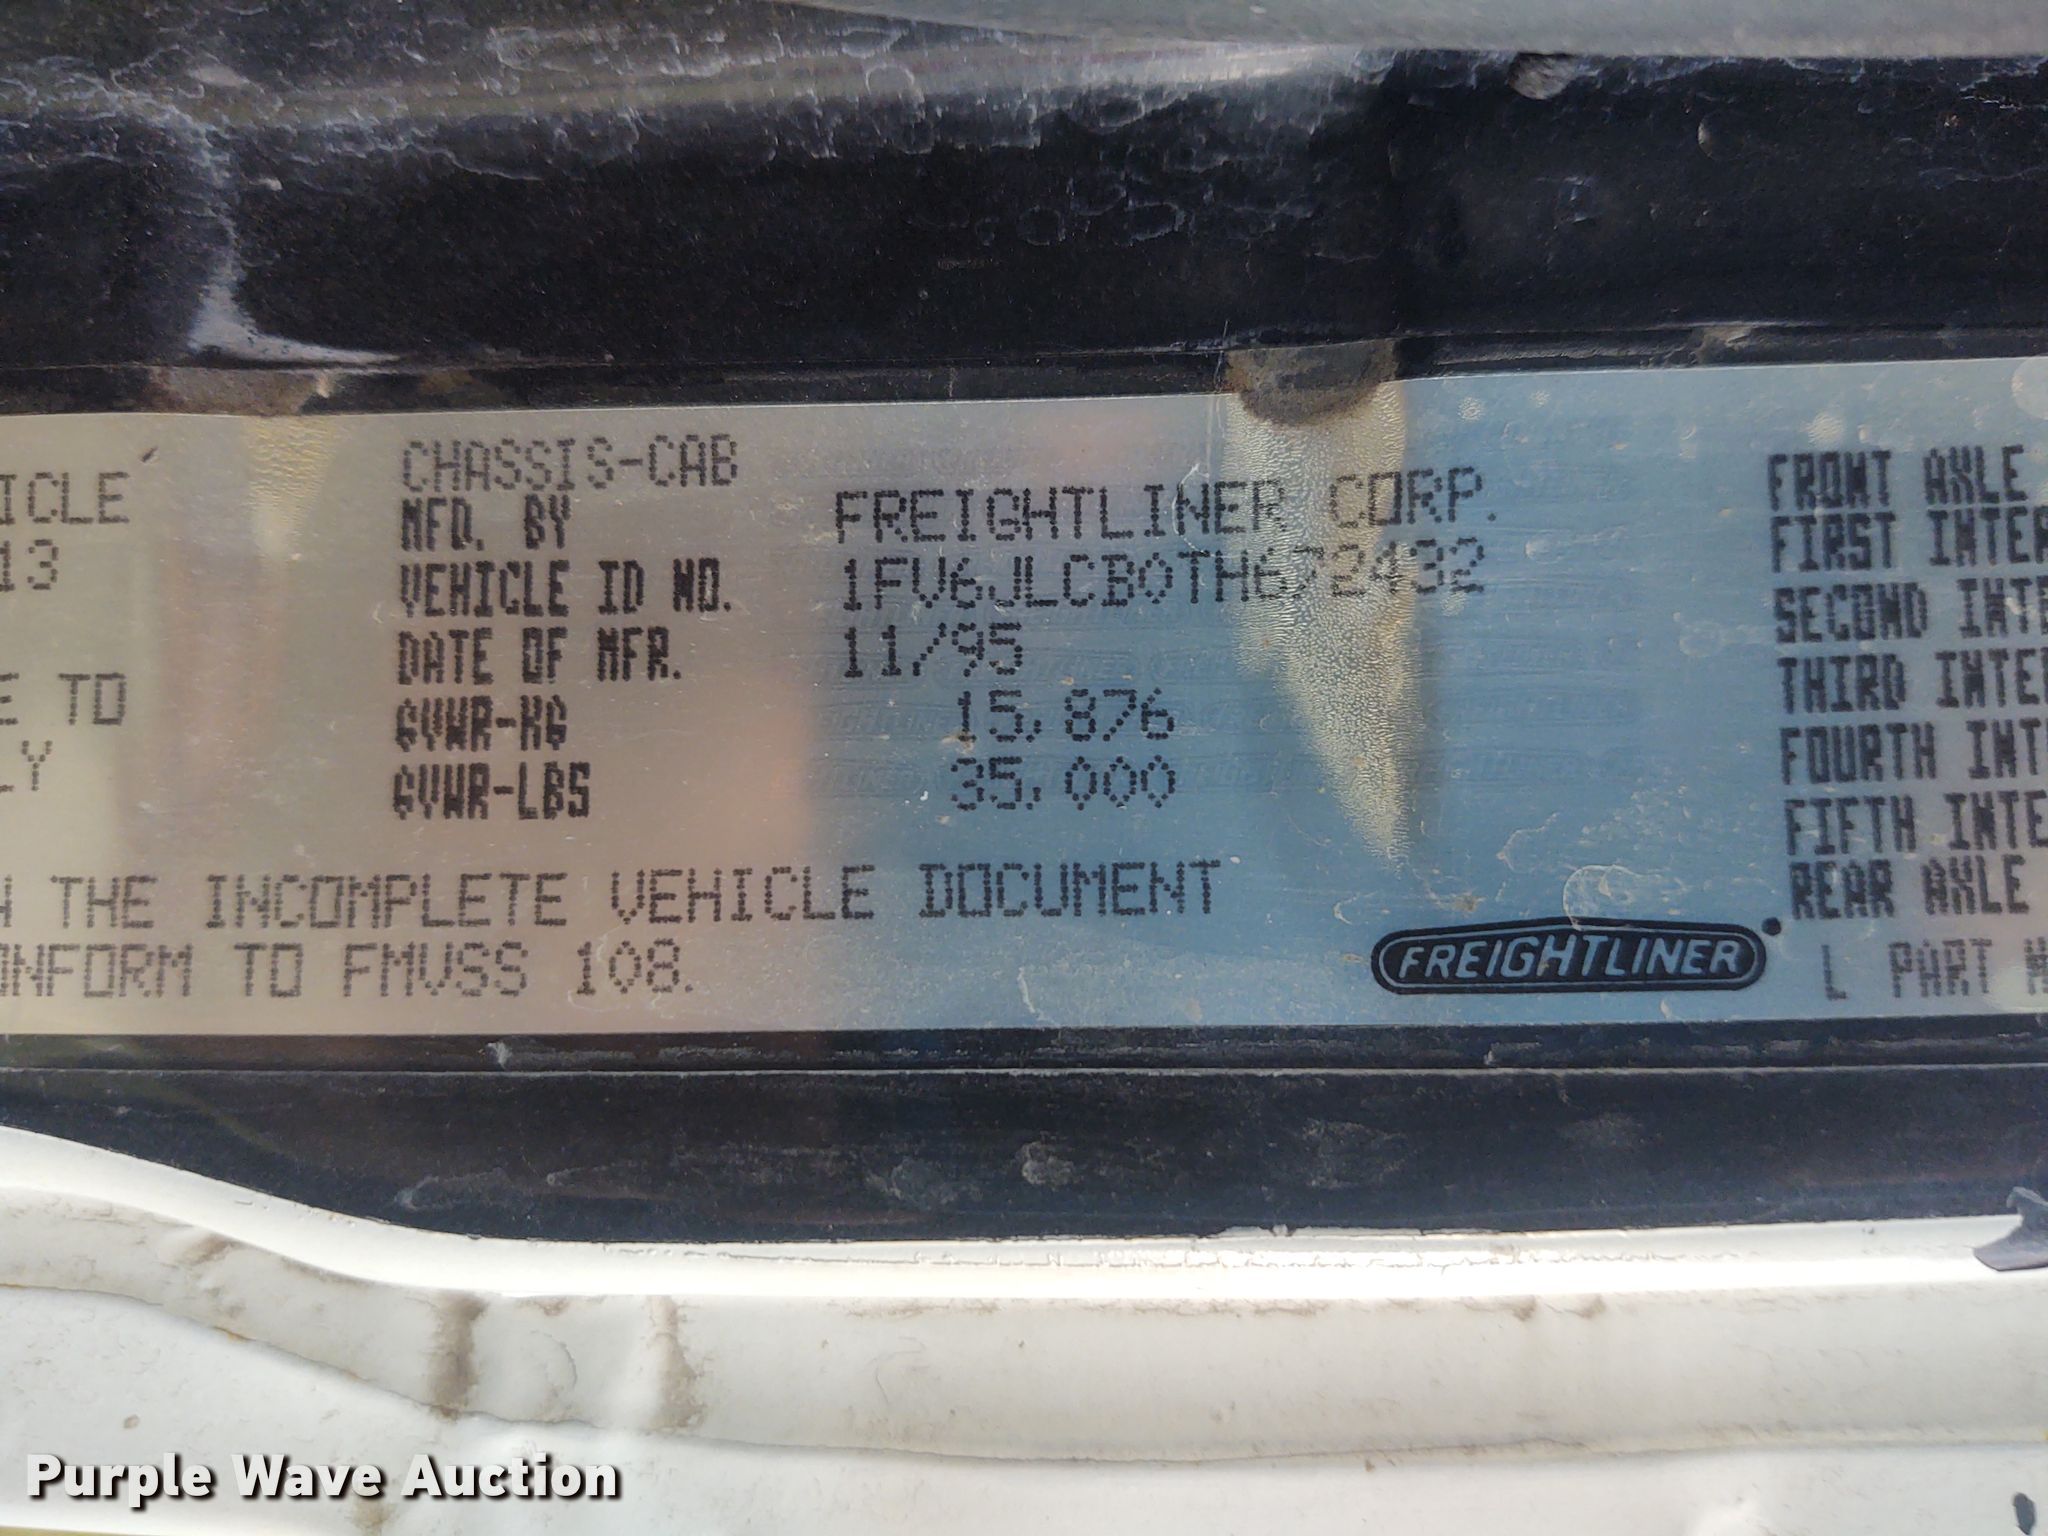 ICLE
13
E TO
LY
CHASSIS-CAB
MFD. BY FREIGHTLINER CORP.
VEHICLE ID NO. 1FV6JLCB0TH672432
DATE OF MFR. 11/95
GVWR-KG 15,876
GVWR-LBS 35,000
THE INCOMPLETE VEHICLE DOCUMENT
NFORM TO FMVSS 108.
FREIGHTLINER
FRONT AXLE
FIRST INTER
SECOND INTE
THIRD INTE
FOURTH INT
FIFTH INTE
REAR AXLE
L PART
Purple Wave Auction